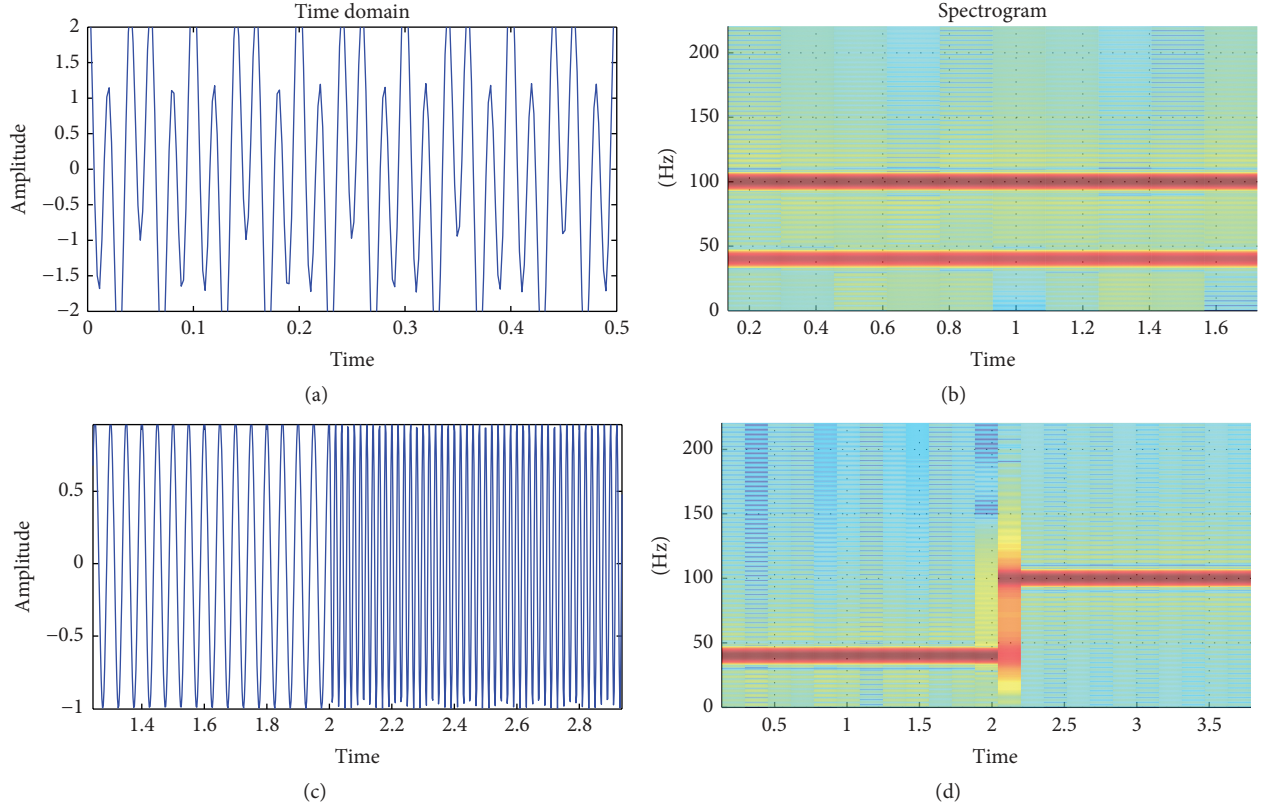 Time domain
Amplitude
2
1.5
1
0.5
0
−0.5
−1
−1.5
−2
0 0.1 0.2 0.3 0.4 0.5
Time
(a)
Spectrogram
(Hz)
200
150
100
50
0
0.2 0.4 0.6 0.8 1 1.2 1.4 1.6
Time
(b)
Amplitude
0.5
0
−0.5
−1
1.4 1.6 1.8 2 2.2 2.4 2.6 2.8
Time
(c)
(Hz)
200
150
100
50
0
0.5 1 1.5 2 2.5 3 3.5
Time
(d)